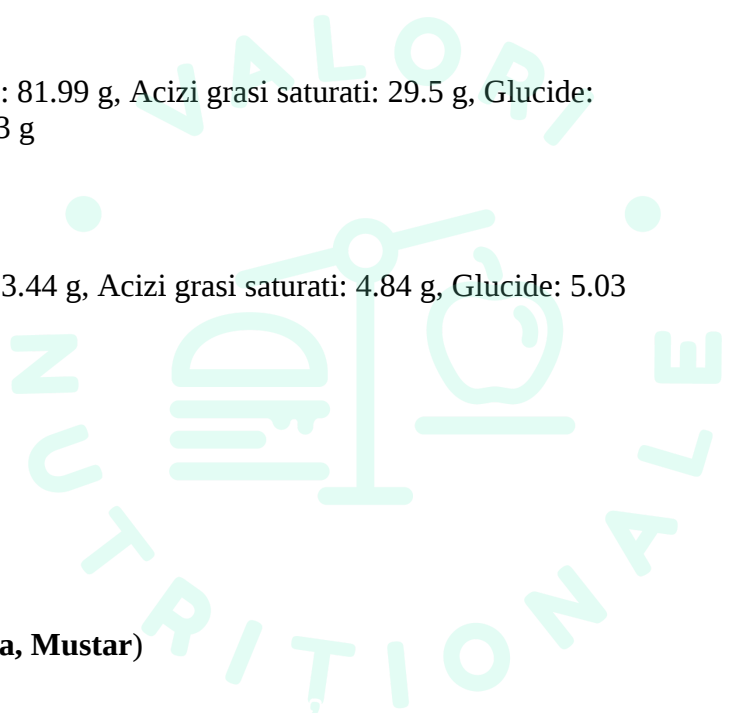 VALORI
: 81.99 g, Acizi grasi saturati: 29.5 g, Glucide:
3 g
3.44 g, Acizi grasi saturati: 4.84 g, Glucide: 5.03
NUTRITIONALE
a, Mustar)